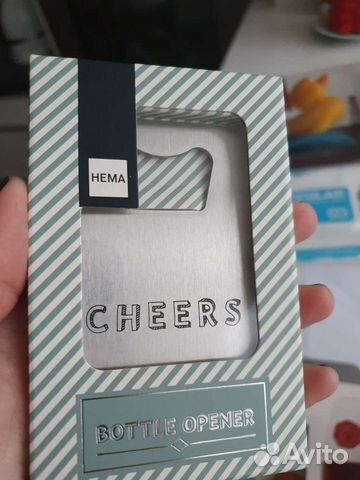 HEMA
CHEERS
BOTTLE OPENER
Avito